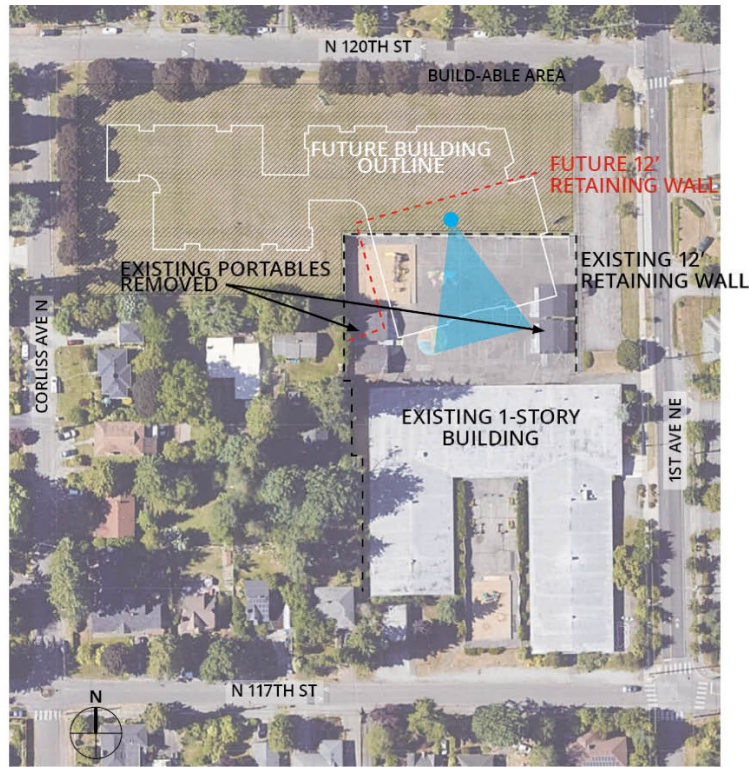 N 120TH ST
BUILD-ABLE AREA
FUTURE BUILDING
OUTLINE
FUTURE 12'
RETAINING WALL
EXISTING PORTABLES
REMOVED
EXISTING 12'
RETAINING WALL
CORLISS AVE N
EXISTING 1-STORY
BUILDING
1ST AVE NE
N 117TH ST
N